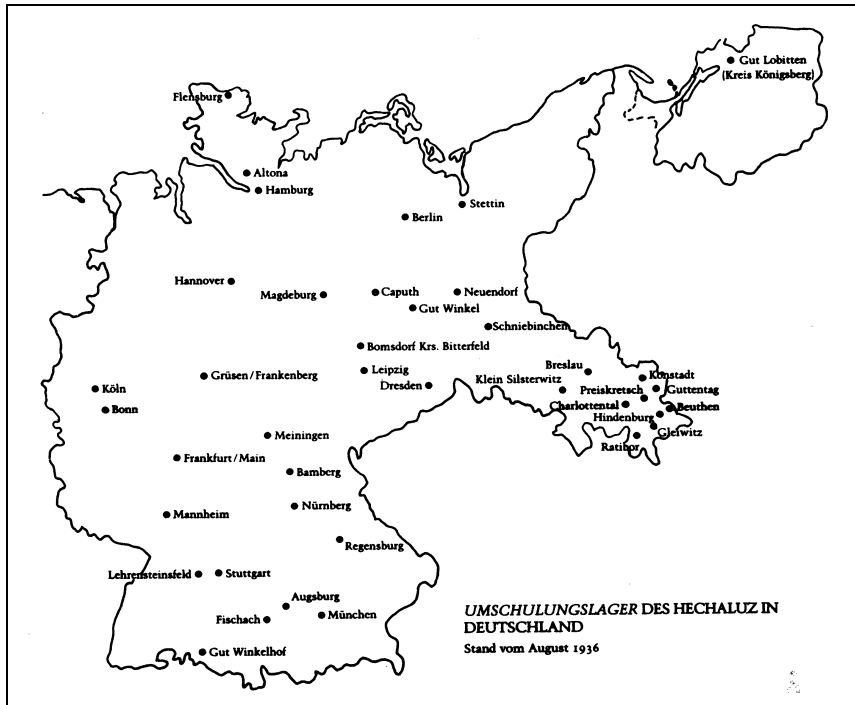 Gut Lobitten
(Kreis Königsberg)
Flensburg
Altona
Hamburg
Stettin
Berlin
Hannover
Magdeburg
Caputh
Neuendorf
Gut Winkel
Schniebinchen
Bomsdorf Krs. Bitterfeld
Leipzig
Dresden
Grüsen/Frankenberg
Köln
Bonn
Breslau
Konstadt
Klein Silsterwitz
Preiskretsch
Guttentag
Charlottental
Beuthen
Hindenburg
Gleiwitz
Ratibor
Meiningen
Frankfurt/Main
Bamberg
Nürnberg
Mannheim
Regensburg
Lehrensteinsfeld
Stuttgart
Augsburg
Fischach
München
Gut Winkelhof
UMSCHULUNGSLAGER DES HECHALUZ IN
DEUTSCHLAND
Stand vom August 1936